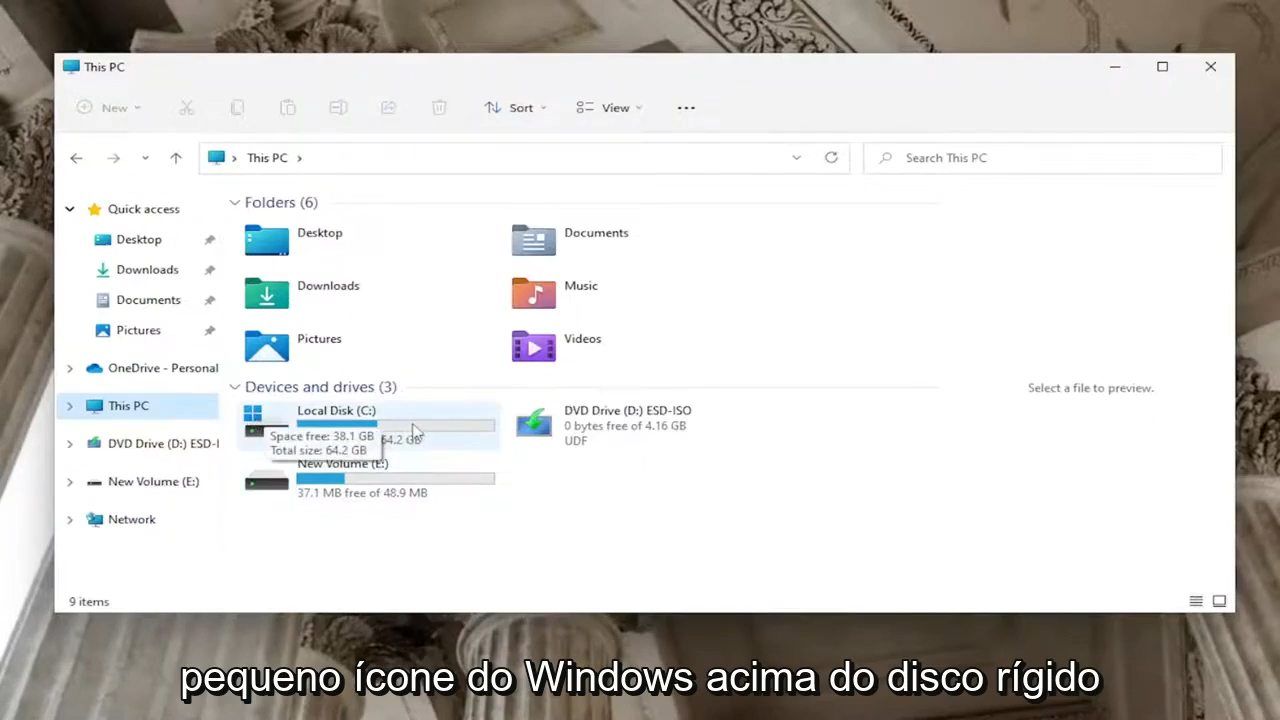 This PC
New
Sort
View
This PC
Search This PC
Quick access
Desktop
Downloads
Documents
Pictures
OneDrive - Personal
This PC
DVD Drive (D:) ESD-I
New Volume (E:)
Network
Folders (6)
Desktop
Documents
Downloads
Music
Pictures
Videos
Devices and drives (3)
Local Disk (C:)
64.2 GB
Space free: 38.1 GB
Total size: 64.2 GB
DVD Drive (D:) ESD-ISO
0 bytes free of 4.16 GB
UDF
New Volume (E:)
37.1 MB free of 48.9 MB
Select a file to preview.
9 items
pequeno ícone do Windows acima do disco rígido